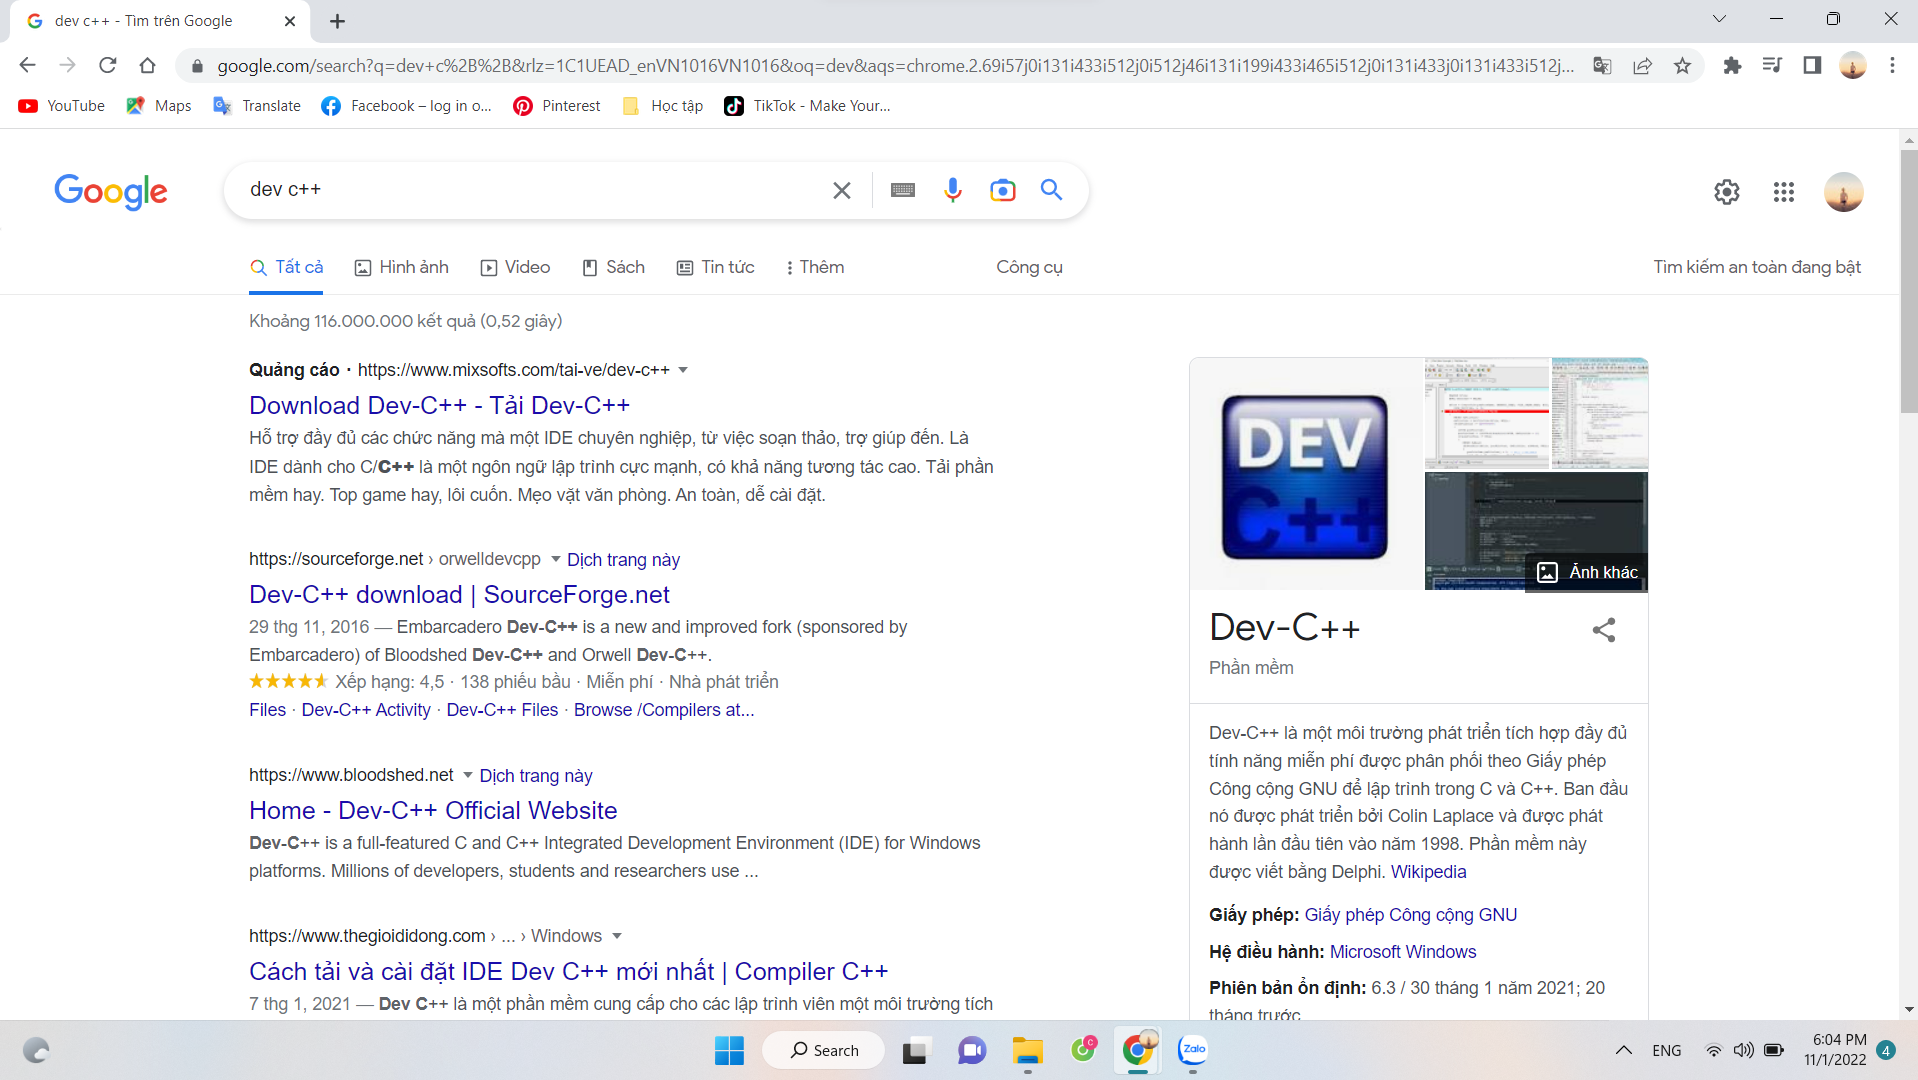 dev c++ - Tìm trên Google
google.com/search?q=dev+c%2B%2B&rlz=1C1UEAD_enVN1016VN1016&oq=dev&aqs=chrome.2.69i57j0i131i433i512j0i512j46i131i199i433i465i512j0i131i433j0i131i433i512j...
YouTube Maps Translate Facebook – log in o... Pinterest Học tập TikTok - Make Your...
Google dev c++
Tất cả Hình ảnh Video Sách Tin tức Thêm Công cụ Tìm kiếm an toàn đang bật
Khoảng 116.000.000 kết quả (0,52 giây)
Quảng cáo · https://www.mixsofts.com/tai-ve/dev-c++
Download Dev-C++ - Tải Dev-C++
Hỗ trợ đầy đủ các chức năng mà một IDE chuyên nghiệp, từ việc soạn thảo, trợ giúp đến. Là
IDE dành cho C/C++ là một ngôn ngữ lập trình cực mạnh, có khả năng tương tác cao. Tải phần
mềm hay. Top game hay, lôi cuốn. Mẹo vặt văn phòng. An toàn, dễ cài đặt.
https://sourceforge.net › orwelldevcpp Dịch trang này
Dev-C++ download | SourceForge.net
29 thg 11, 2016 — Embarcadero Dev-C++ is a new and improved fork (sponsored by
Embarcadero) of Bloodshed Dev-C++ and Orwell Dev-C++.
Xếp hạng: 4,5 · 138 phiếu bầu · Miễn phí · Nhà phát triển
Files · Dev-C++ Activity · Dev-C++ Files · Browse /Compilers at...
https://www.bloodshed.net Dịch trang này
Home - Dev-C++ Official Website
Dev-C++ is a full-featured C and C++ Integrated Development Environment (IDE) for Windows
platforms. Millions of developers, students and researchers use ...
https://www.thegioididong.com › ... › Windows
Cách tải và cài đặt IDE Dev C++ mới nhất | Compiler C++
7 thg 1, 2021 — Dev C++ là một phần mềm cung cấp cho các lập trình viên một môi trường tích
DEV
C++
Ảnh khác
Dev-C++
Phần mềm
Dev-C++ là một môi trường phát triển tích hợp đầy đủ
tính năng miễn phí được phân phối theo Giấy phép
Công cộng GNU để lập trình trong C và C++. Ban đầu
nó được phát triển bởi Colin Laplace và được phát
hành lần đầu tiên vào năm 1998. Phần mềm này
được viết bằng Delphi. Wikipedia
Giấy phép: Giấy phép Công cộng GNU
Hệ điều hành: Microsoft Windows
Phiên bản ổn định: 6.3 / 30 tháng 1 năm 2021; 20
tháng trước
Search
Zalo
ENG
6:04 PM
11/1/2022
4